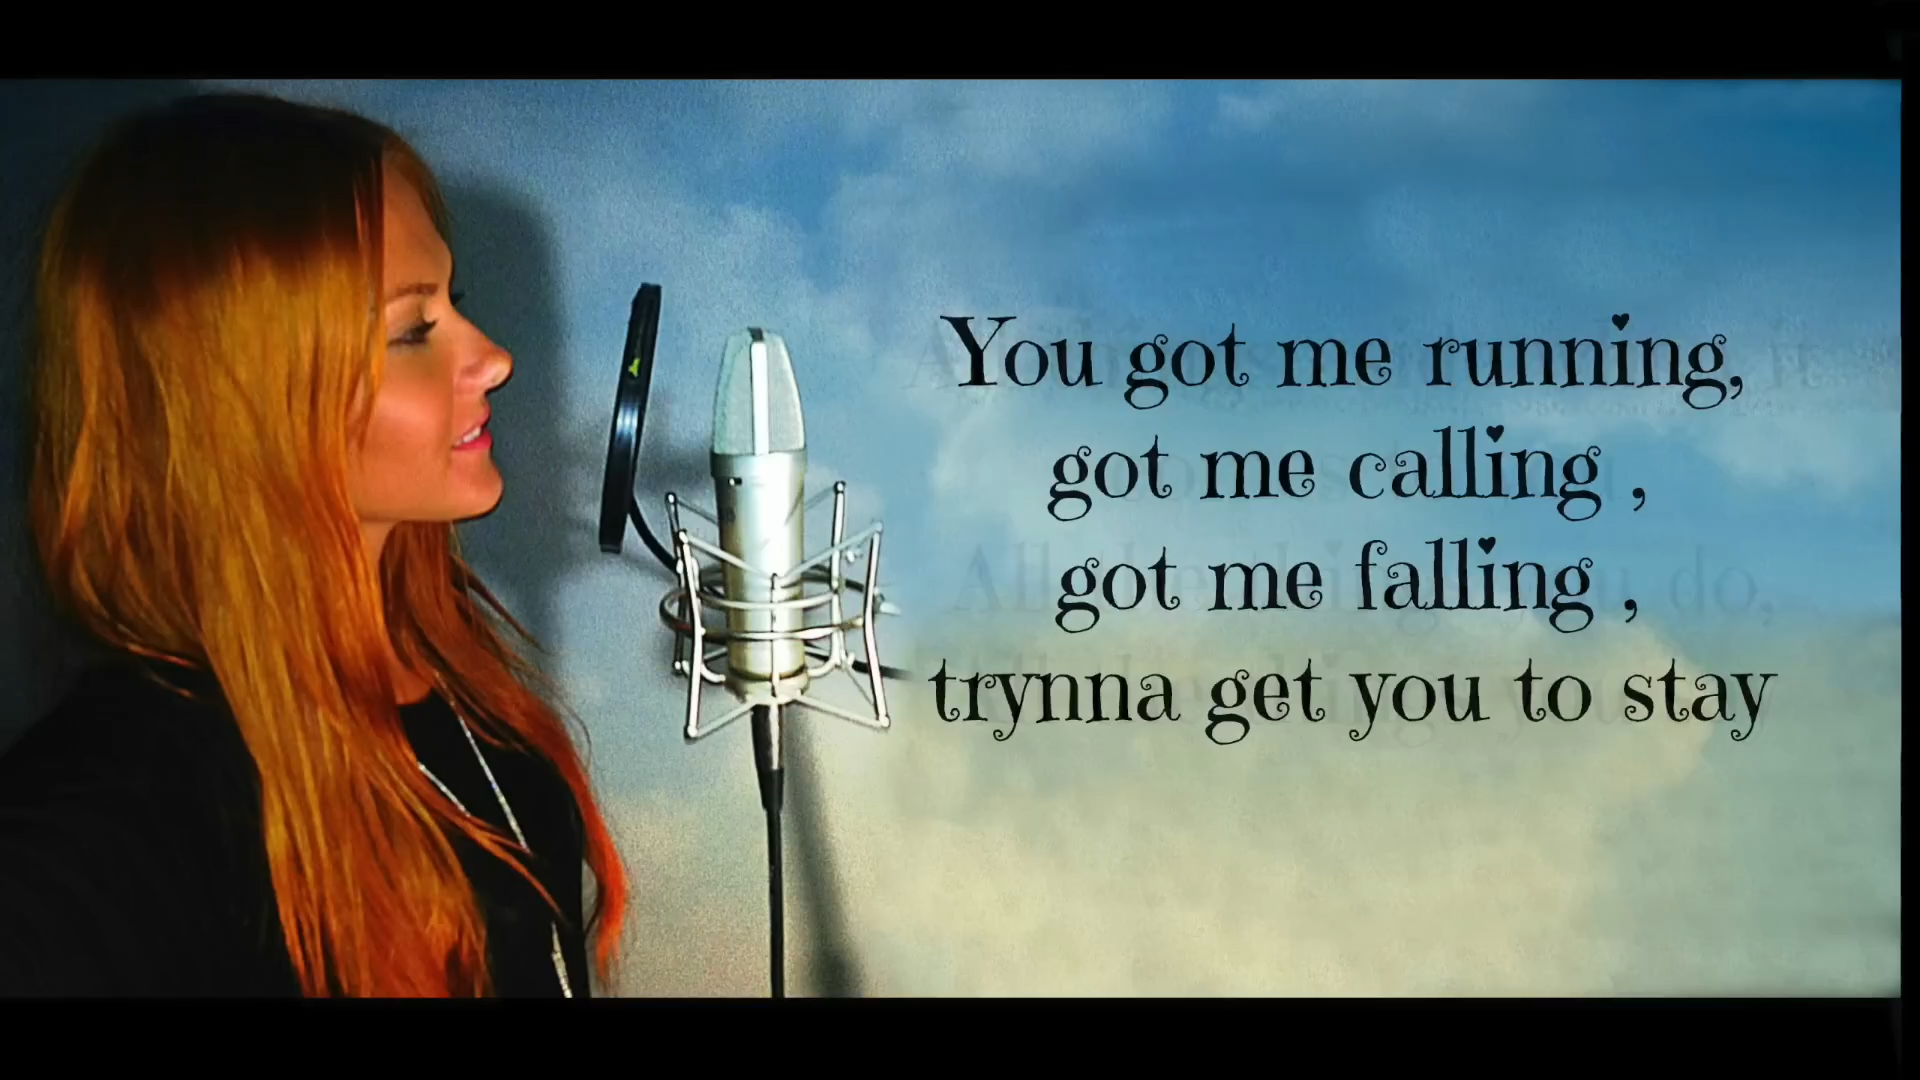 You got me running,
got me calling ,
got me falling ,
trynna get you to stay